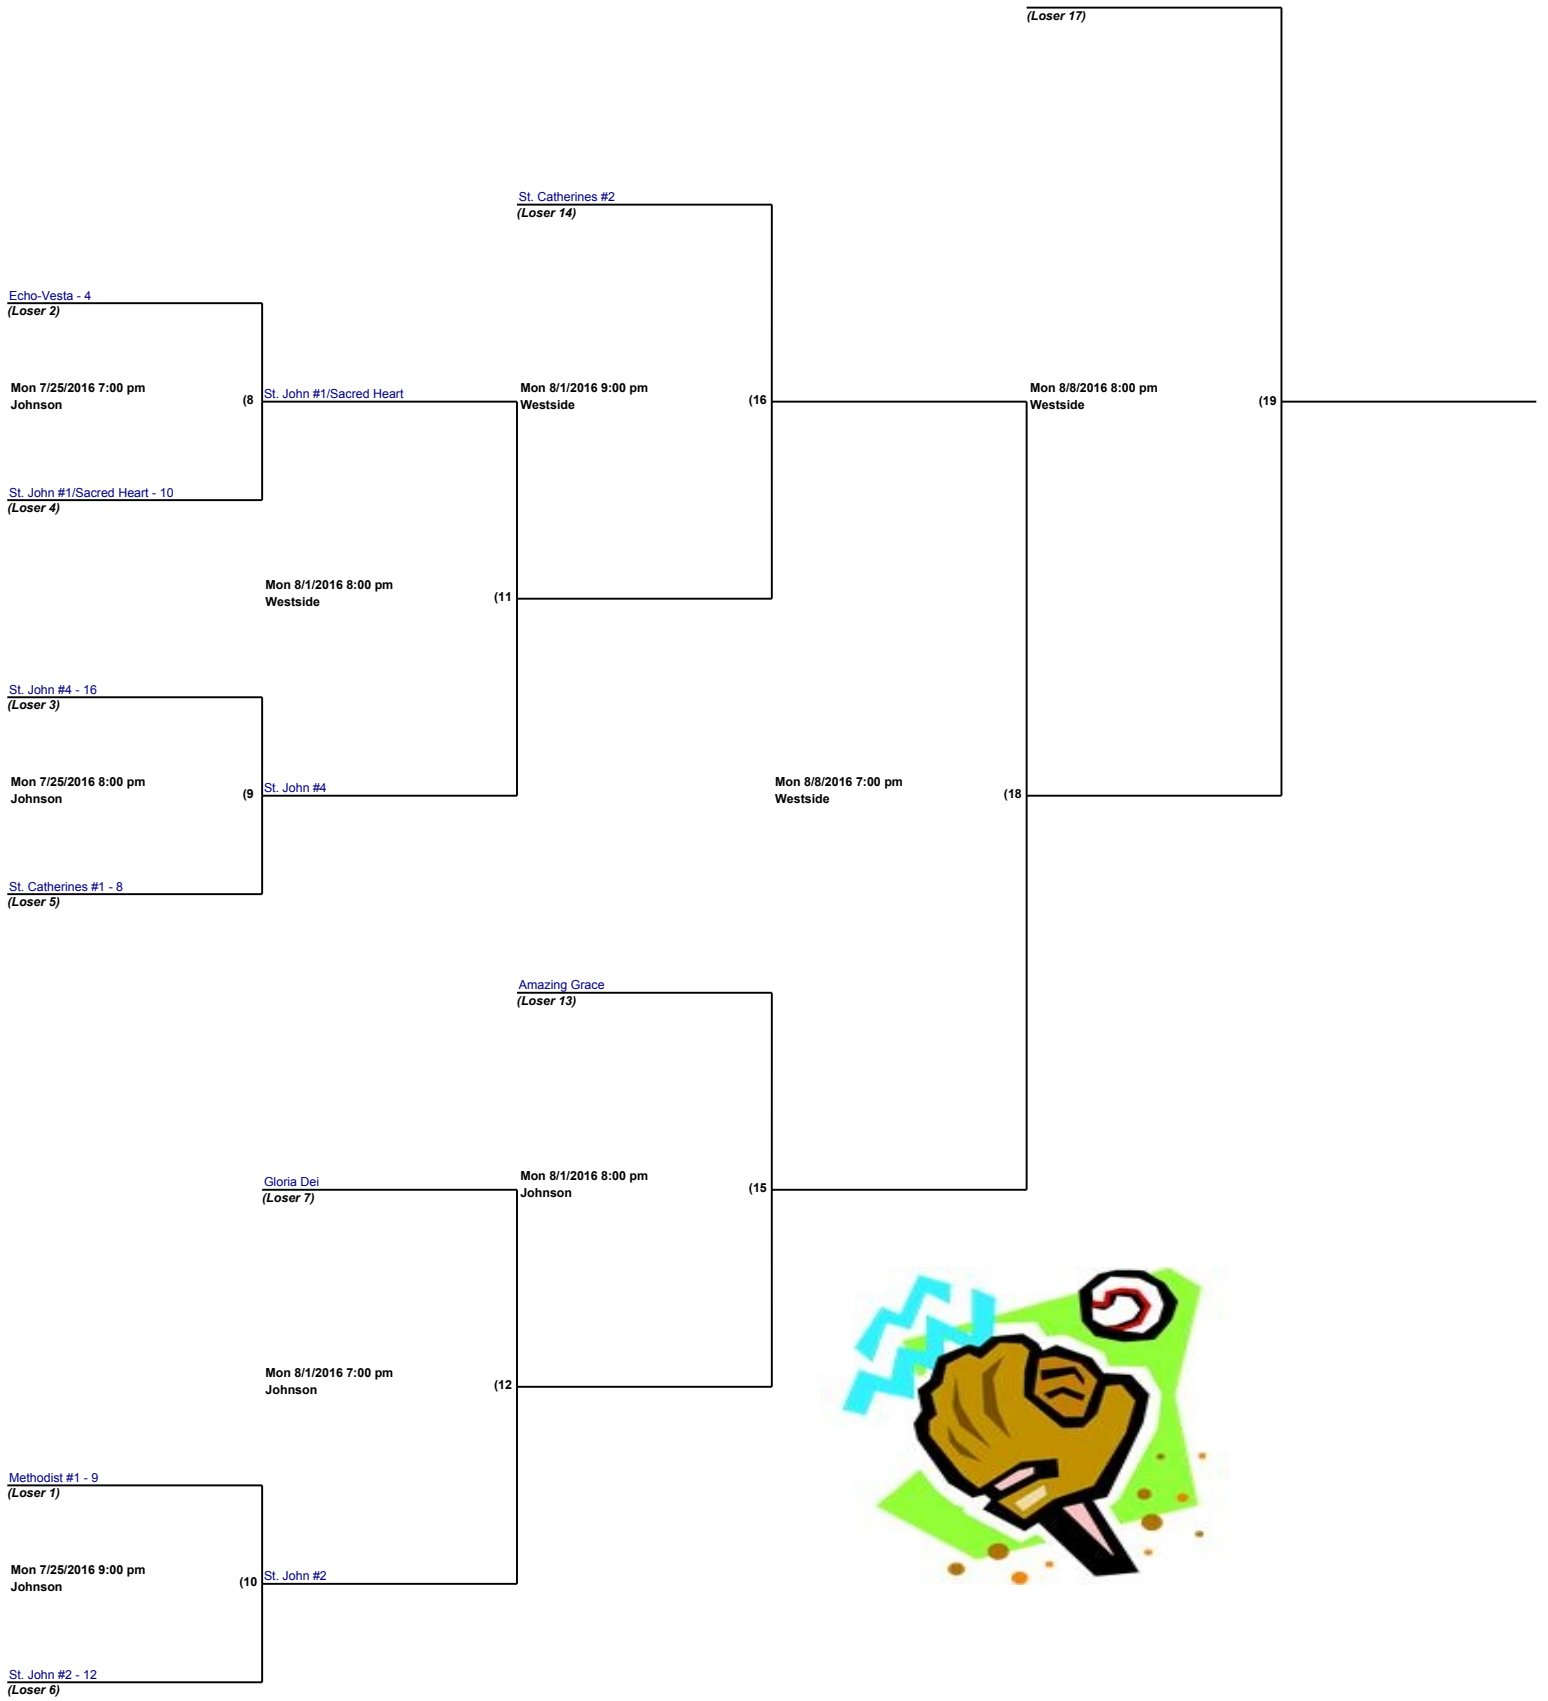 (Loser 17)
St. Catherines #2
(Loser 14)
Echo-Vesta - 4
(Loser 2)
Mon 7/25/2016 7:00 pm
Johnson
(8
St. John #1/Sacred Heart
Mon 8/1/2016 9:00 pm
Westside
(16
Mon 8/8/2016 8:00 pm
Westside
(19
St. John #1/Sacred Heart - 10
(Loser 4)
Mon 8/1/2016 8:00 pm
Westside
(11
St. John #4 - 16
(Loser 3)
Mon 7/25/2016 8:00 pm
Johnson
(9
St. John #4
Mon 8/8/2016 7:00 pm
Westside
(18
St. Catherines #1 - 8
(Loser 5)
Amazing Grace
(Loser 13)
Gloria Dei
(Loser 7)
Mon 8/1/2016 8:00 pm
Johnson
(15
Mon 8/1/2016 7:00 pm
Johnson
(12
Methodist #1 - 9
(Loser 1)
Mon 7/25/2016 9:00 pm
Johnson
(10
St. John #2
St. John #2 - 12
(Loser 6)